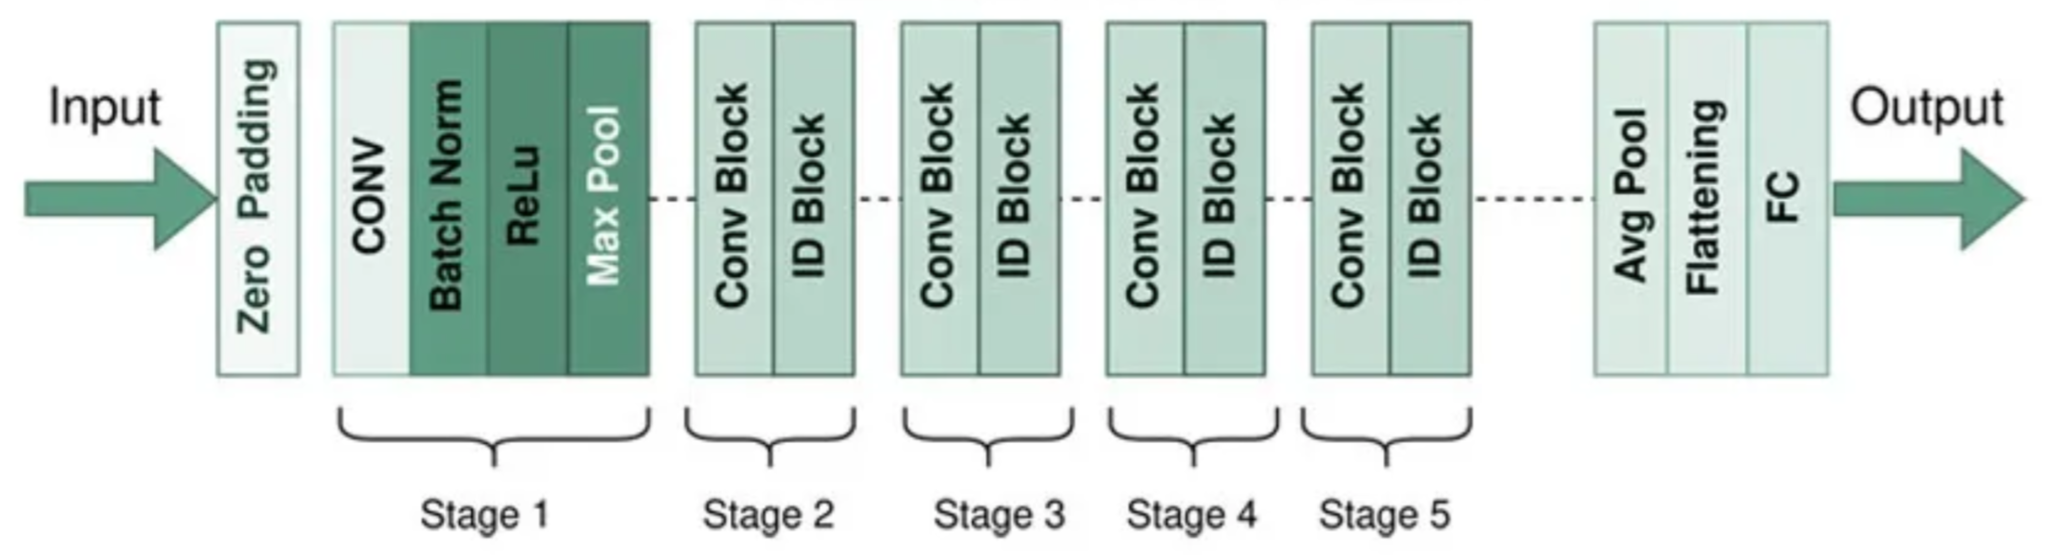 Input
Zero Padding
CONV
Batch Norm
ReLu
Max Pool
Conv Block
ID Block
Conv Block
ID Block
Conv Block
ID Block
Conv Block
ID Block
Avg Pool
Flattening
FC
Output
Stage 1
Stage 2
Stage 3
Stage 4
Stage 5